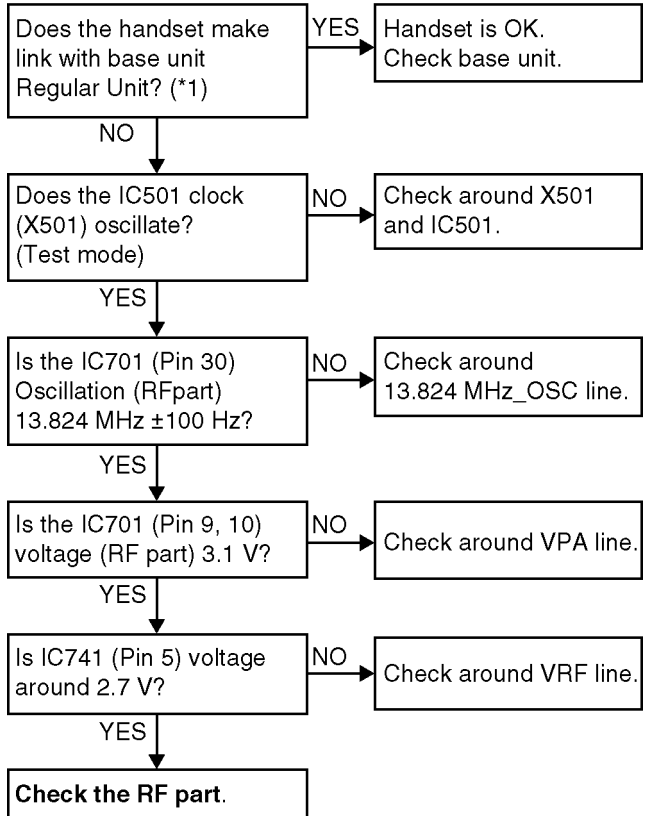 Does the handset make
link with base unit
Regular Unit? (*1)
YES
Handset is OK.
Check base unit.
NO
Does the IC501 clock
(X501) oscillate?
(Test mode)
NO
Check around X501
and IC501.
YES
Is the IC701 (Pin 30)
Oscillation (RFpart)
13.824 MHz ±100 Hz?
NO
Check around
13.824 MHz_OSC line.
YES
Is the IC701 (Pin 9, 10)
voltage (RF part) 3.1 V?
NO
Check around VPA line.
YES
Is IC741 (Pin 5) voltage
around 2.7 V?
NO
Check around VRF line.
YES
Check the RF part.